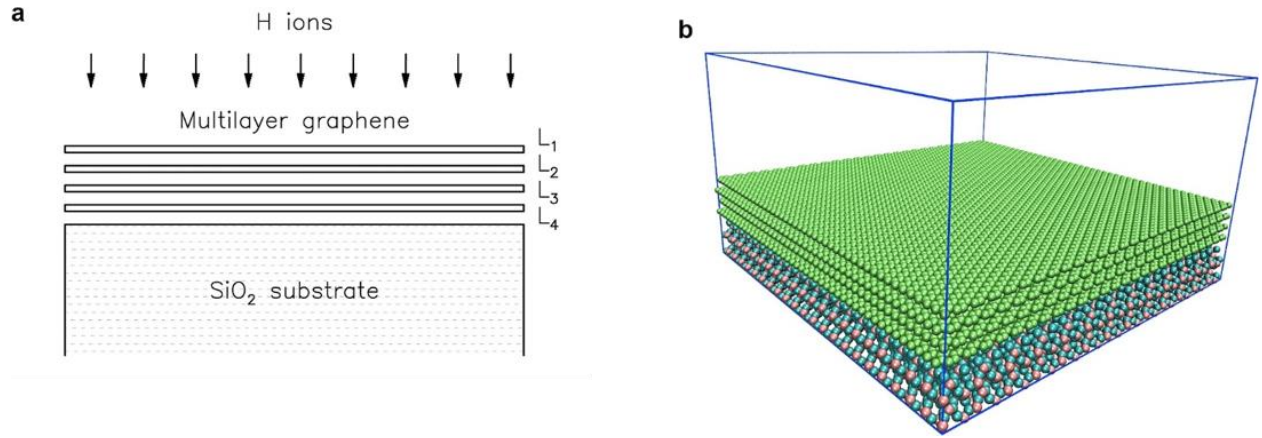 a
H ions
Multilayer graphene
L1
L2
L3
L4
SiO2 substrate
b